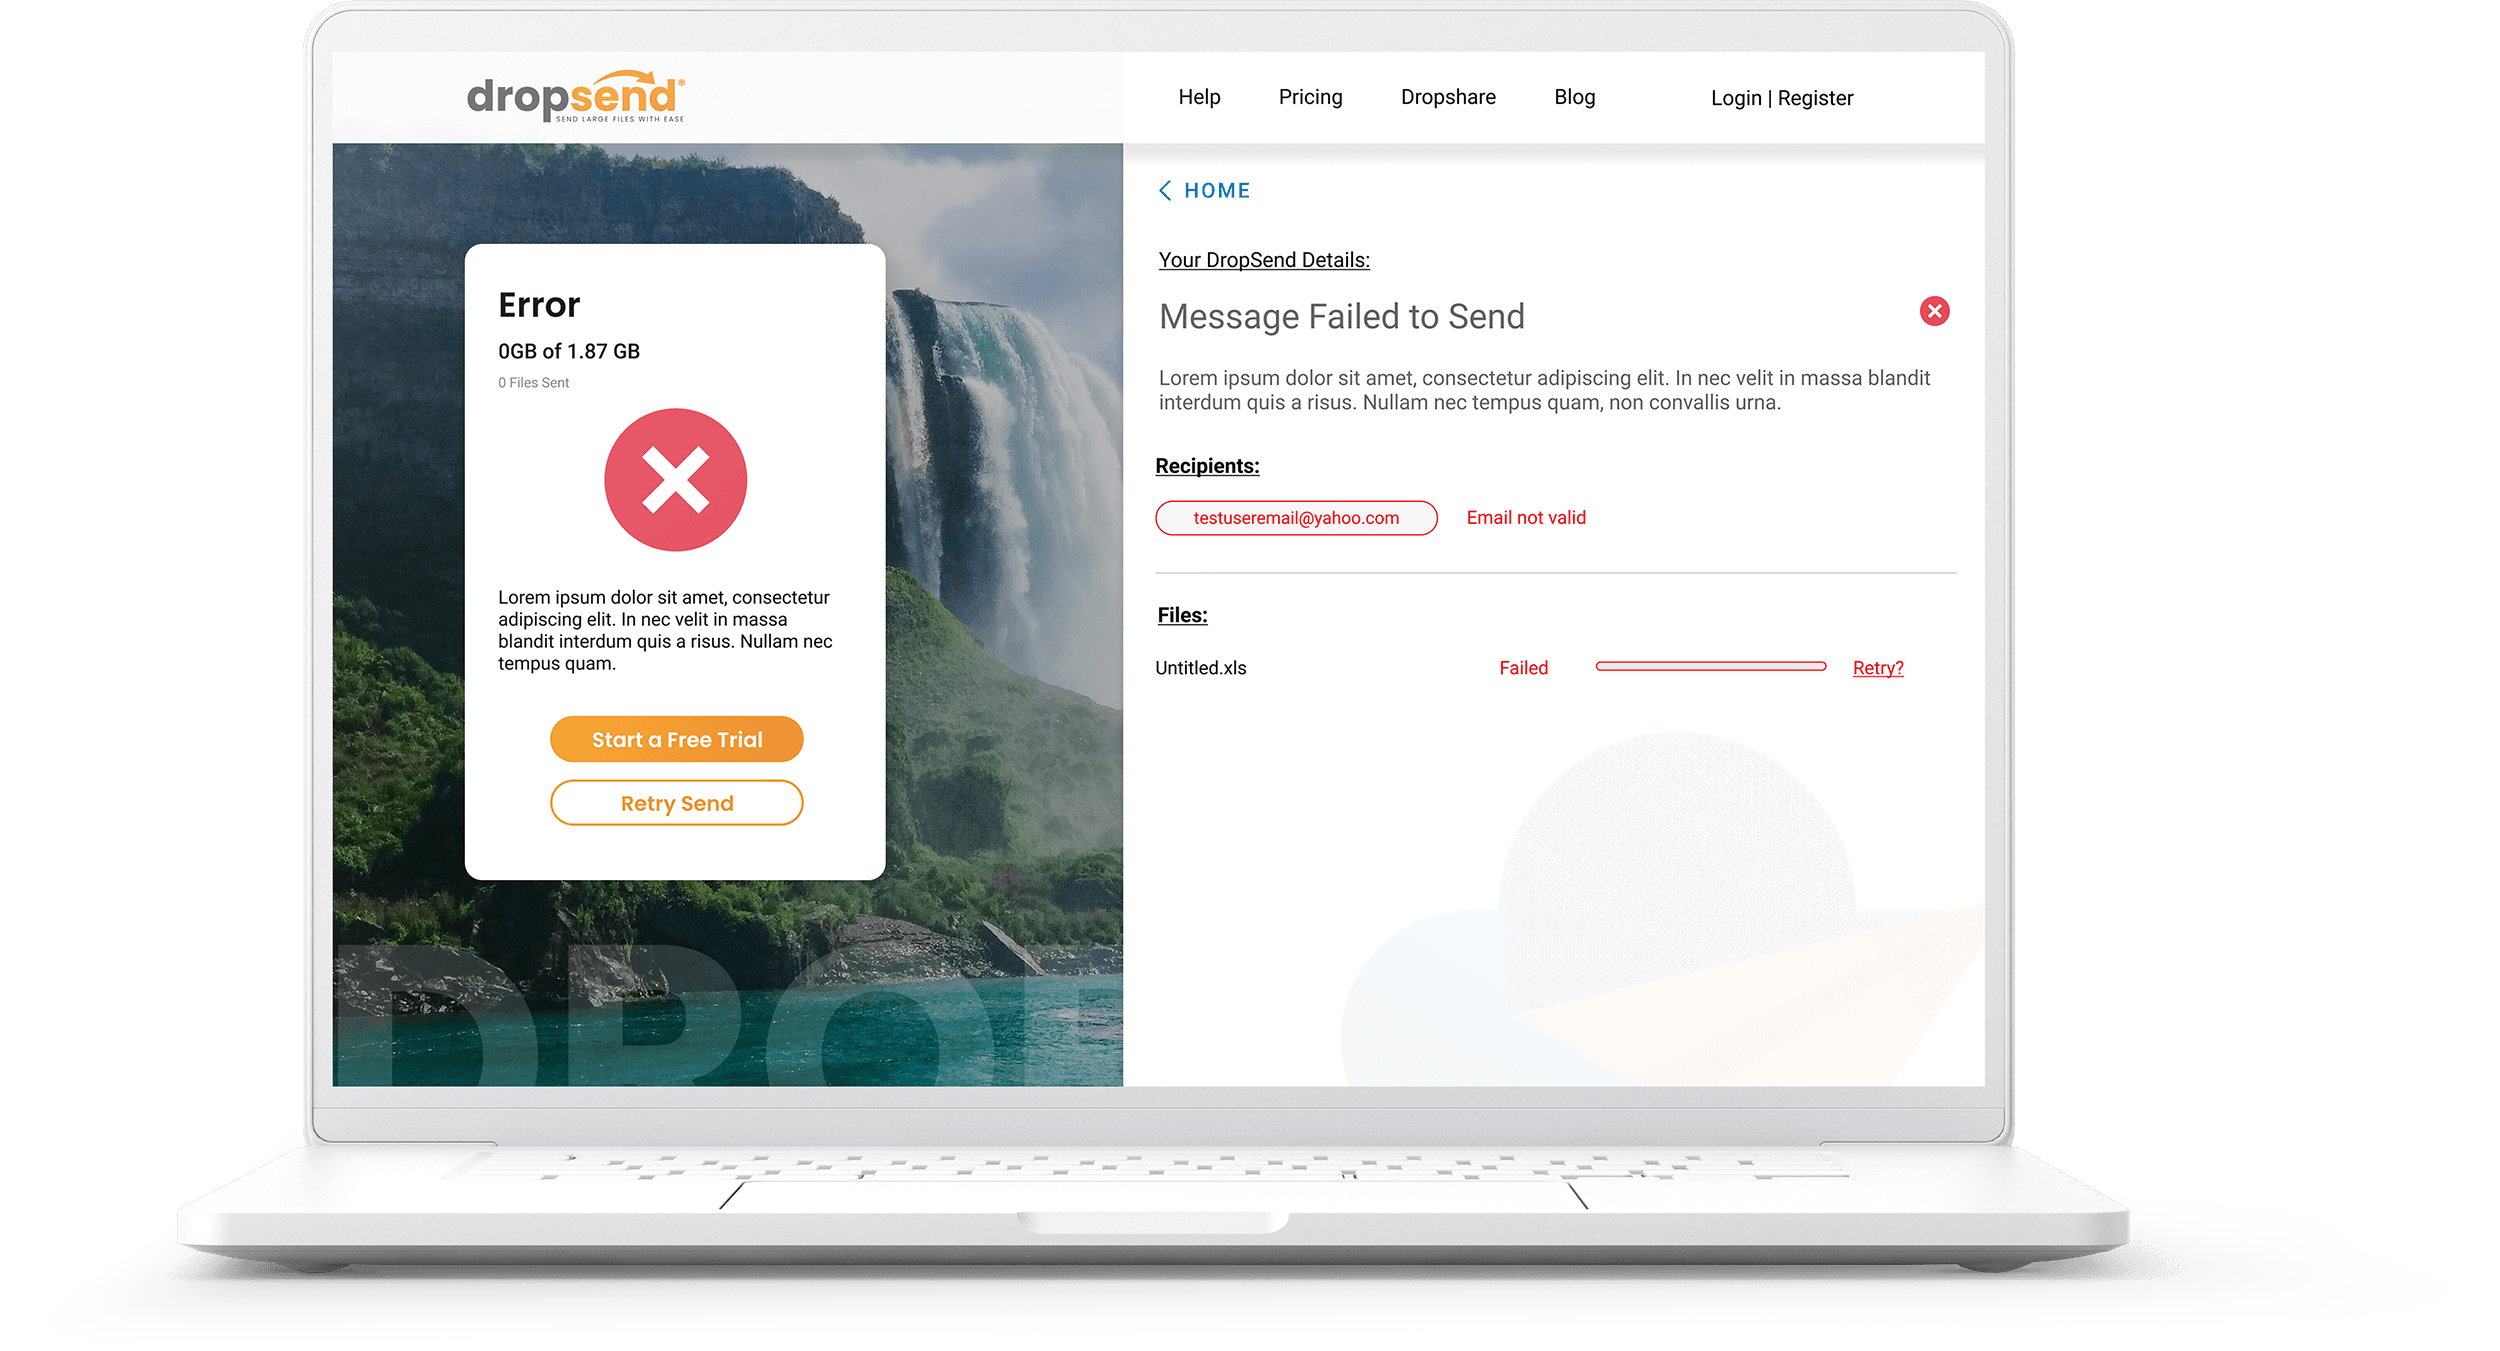 dropsend®
SEND LARGE FILES WITH EASE
Help
Pricing
Dropshare
Blog
Login | Register
Error
0GB of 1.87 GB
0 Files Sent
Lorem ipsum dolor sit amet, consectetur
adipiscing elit. In nec velit in massa
blandit interdum quis a risus. Nullam nec
tempus quam.
Start a Free Trial
Retry Send
DROP
HOME
Your DropSend Details:
Message Failed to Send
Lorem ipsum dolor sit amet, consectetur adipiscing elit. In nec velit in massa blandit
interdum quis a risus. Nullam nec tempus quam, non convallis urna.
Recipients:
testuseremail@yahoo.com
Email not valid
Files:
Untitled.xls
Failed
Retry?